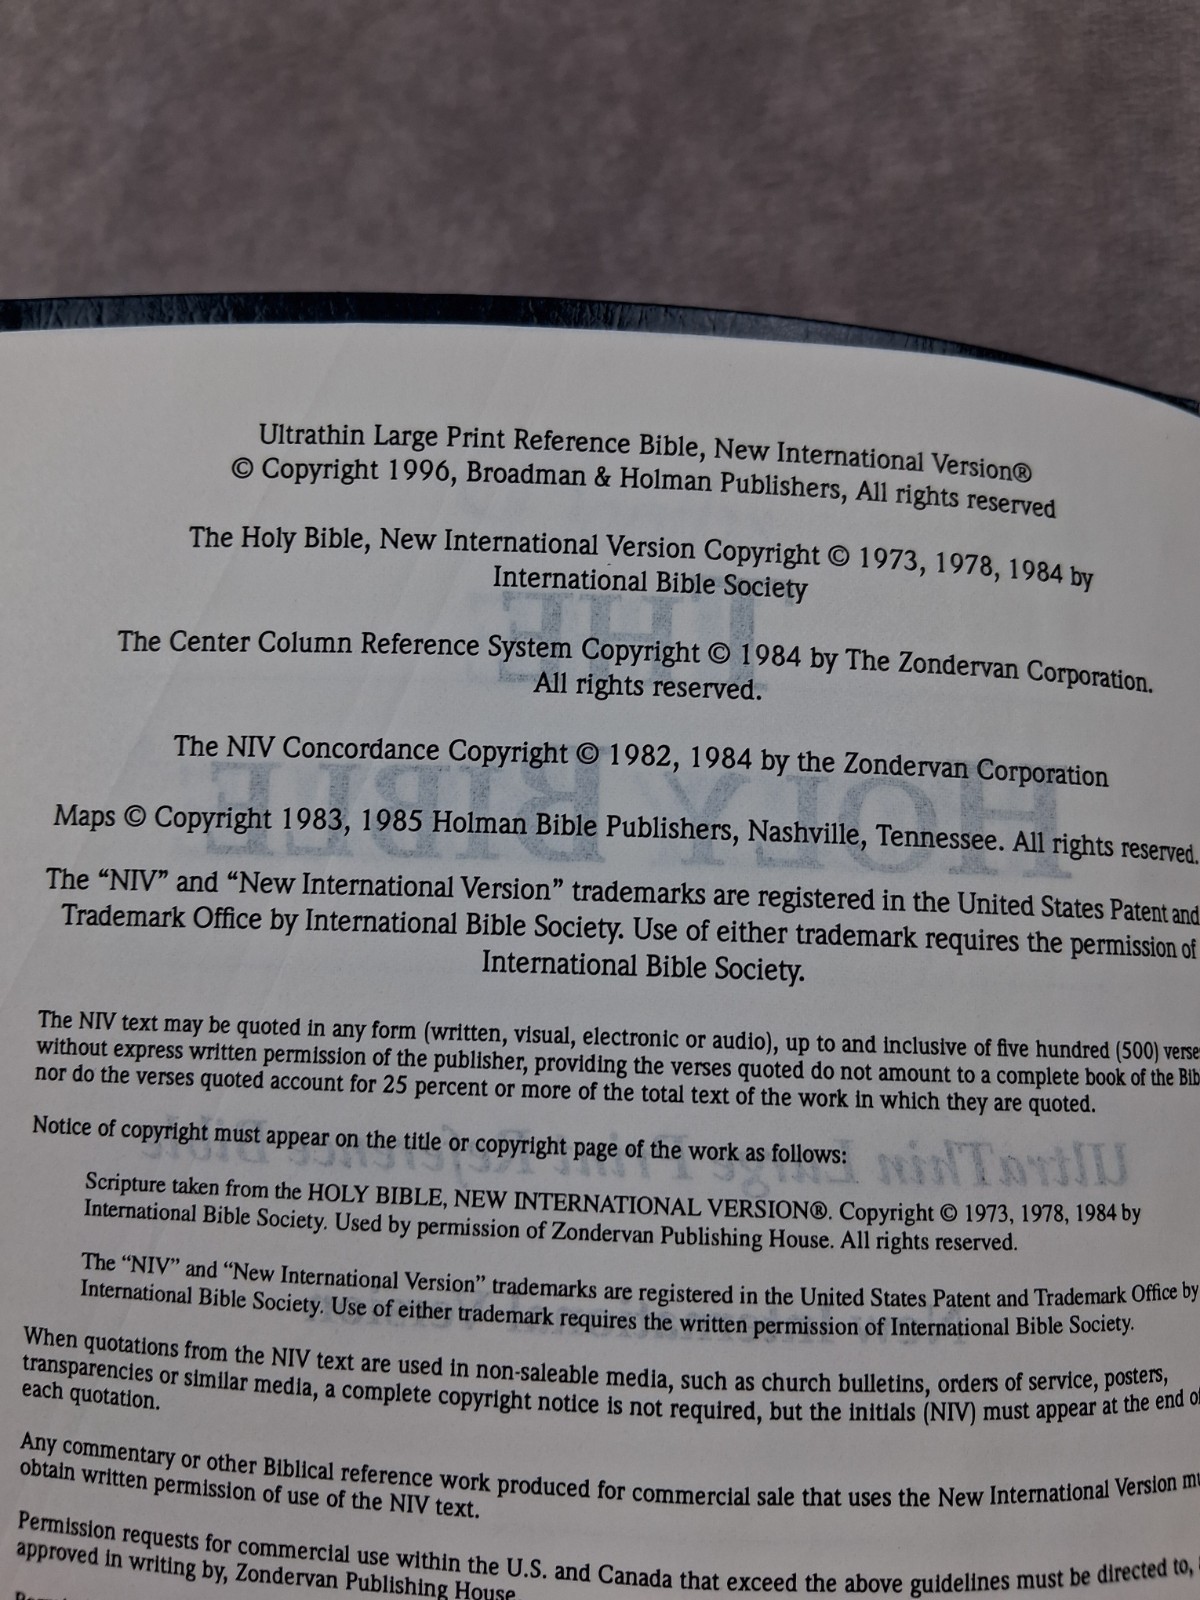 Ultrathin Large Print Reference Bible, New International Version®
© Copyright 1996, Broadman & Holman Publishers, All rights reserved
The Holy Bible, New International Version Copyright © 1973, 1978, 1984 by
International Bible Society
The Center Column Reference System Copyright © 1984 by The Zondervan Corporation.
All rights reserved.
The NIV Concordance Copyright © 1982, 1984 by the Zondervan Corporation
Maps © Copyright 1983, 1985 Holman Bible Publishers, Nashville, Tennessee. All rights reserved.
The “NIV” and “New International Version” trademarks are registered in the United States Patent and
Trademark Office by International Bible Society. Use of either trademark requires the permission of
International Bible Society.
The NIV text may be quoted in any form (written, visual, electronic or audio), up to and inclusive of five hundred (500) verse
without express written permission of the publisher, providing the verses quoted do not amount to a complete book of the Bib
nor do the verses quoted account for 25 percent or more of the total text of the work in which they are quoted.
Notice of copyright must appear on the title or copyright page of the work as follows:
Scripture taken from the HOLY BIBLE, NEW INTERNATIONAL VERSION®. Copyright © 1973, 1978, 1984 by
International Bible Society. Used by permission of Zondervan Publishing House. All rights reserved.
The “NIV” and “New International Version” trademarks are registered in the United States Patent and Trademark Office by
International Bible Society. Use of either trademark requires the written permission of International Bible Society.
When quotations from the NIV text are used in non-saleable media, such as church bulletins, orders of service, posters,
transparencies or similar media, a complete copyright notice is not required, but the initials (NIV) must appear at the end of
each quotation.
Any commentary or other Biblical reference work produced for commercial sale that uses the New International Version mu
obtain written permission of use of the NIV text.
Permission requests for commercial use within the U.S. and Canada that exceed the above guidelines must be directed to,
approved in writing by, Zondervan Publishing House